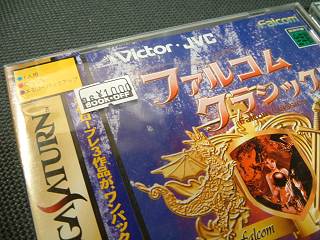 Victor・JVC
Falcom
¥1,000
BOOK・OFF
ファルコム
クラシック
SEGA SATURN
ロープレ3作品が、ワンパック
Falcom